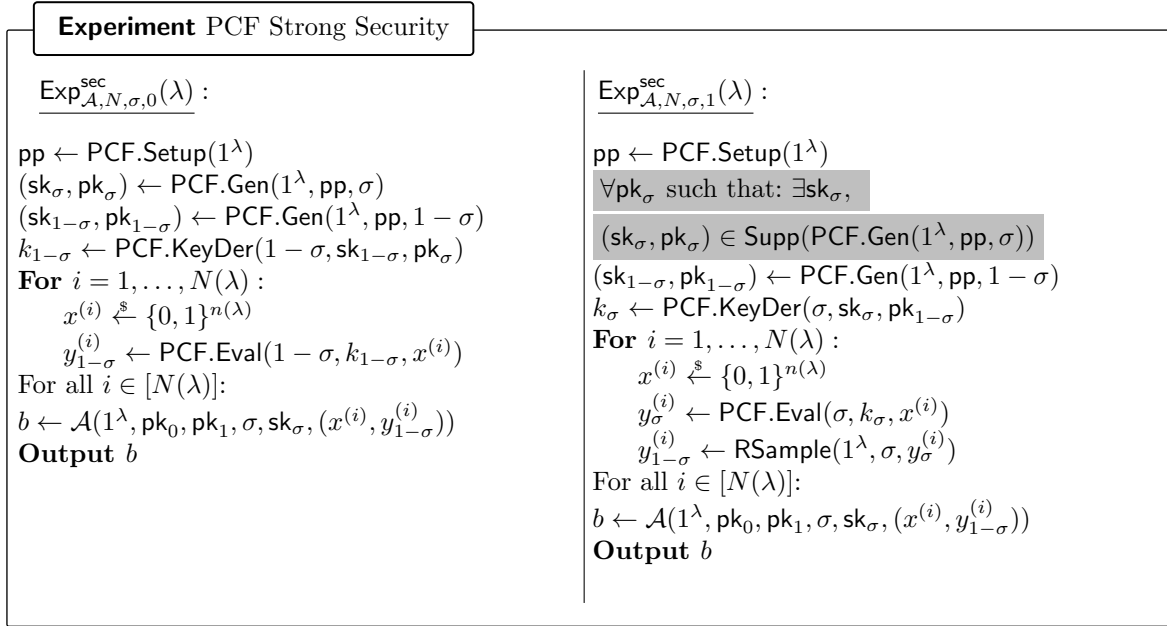 Experiment PCF Strong Security
Exp^{sec}_{𝒜,N,σ,0}(λ) :
pp ← PCF.Setup(1^λ)
(sk_σ, pk_σ) ← PCF.Gen(1^λ, pp, σ)
(sk_{1−σ}, pk_{1−σ}) ← PCF.Gen(1^λ, pp, 1 − σ)
k_{1−σ} ← PCF.KeyDer(1 − σ, sk_{1−σ}, pk_σ)
For i = 1, . . . , N(λ) :
x^{(i)} ←$ {0, 1}^{n(λ)}
y^{(i)}_{1−σ} ← PCF.Eval(1 − σ, k_{1−σ}, x^{(i)})
For all i ∈ [N(λ)]:
b ← 𝒜(1^λ, pk_0, pk_1, σ, sk_σ, (x^{(i)}, y^{(i)}_{1−σ}))
Output b
Exp^{sec}_{𝒜,N,σ,1}(λ) :
pp ← PCF.Setup(1^λ)
∀pk_σ such that: ∃sk_σ,
(sk_σ, pk_σ) ∈ Supp(PCF.Gen(1^λ, pp, σ))
(sk_{1−σ}, pk_{1−σ}) ← PCF.Gen(1^λ, pp, 1 − σ)
k_σ ← PCF.KeyDer(σ, sk_σ, pk_{1−σ})
For i = 1, . . . , N(λ) :
x^{(i)} ←$ {0, 1}^{n(λ)}
y^{(i)}_σ ← PCF.Eval(σ, k_σ, x^{(i)})
y^{(i)}_{1−σ} ← RSample(1^λ, σ, y^{(i)}_σ)
For all i ∈ [N(λ)]:
b ← 𝒜(1^λ, pk_0, pk_1, σ, sk_σ, (x^{(i)}, y^{(i)}_{1−σ}))
Output b